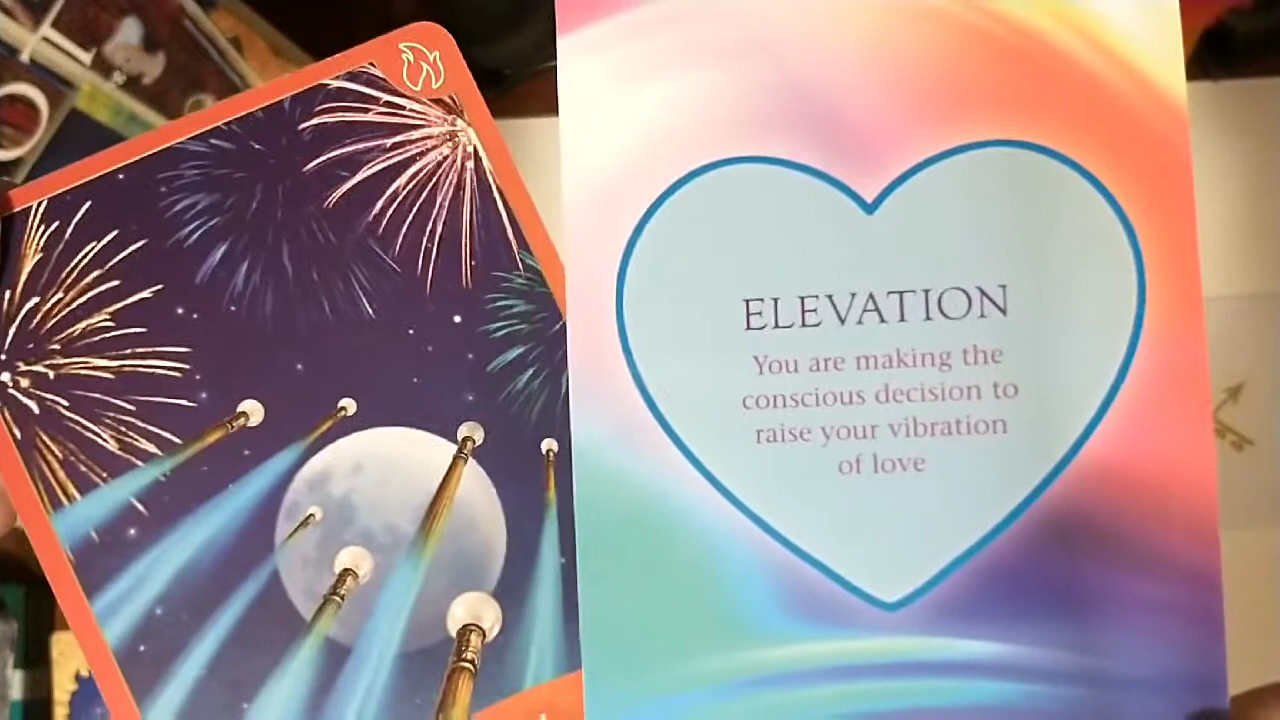 ELEVATION
You are making the
conscious decision to
raise your vibration
of love